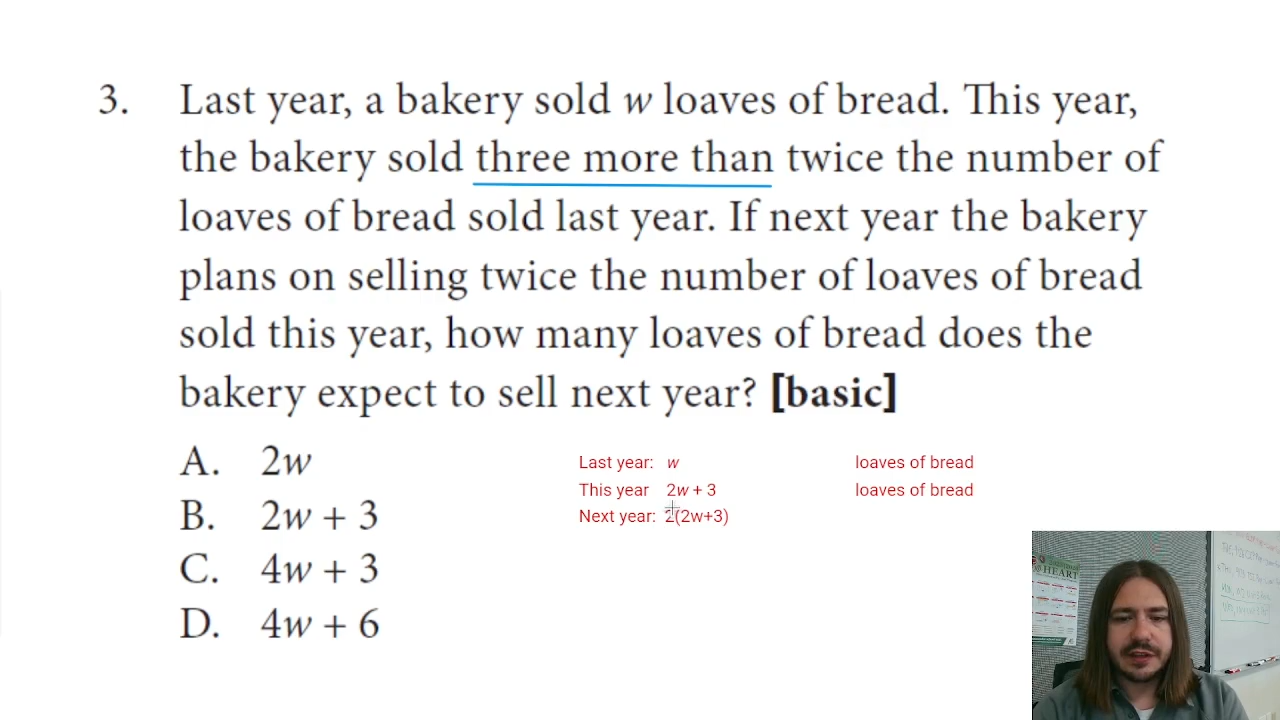 3. Last year, a bakery sold w loaves of bread. This year,
the bakery sold three more than twice the number of
loaves of bread sold last year. If next year the bakery
plans on selling twice the number of loaves of bread
sold this year, how many loaves of bread does the
bakery expect to sell next year? [basic]
A. 2w
B. 2w + 3
C. 4w + 3
D. 4w + 6
Last year: w loaves of bread
This year 2w + 3 loaves of bread
Next year: 2(2w+3)
HEART